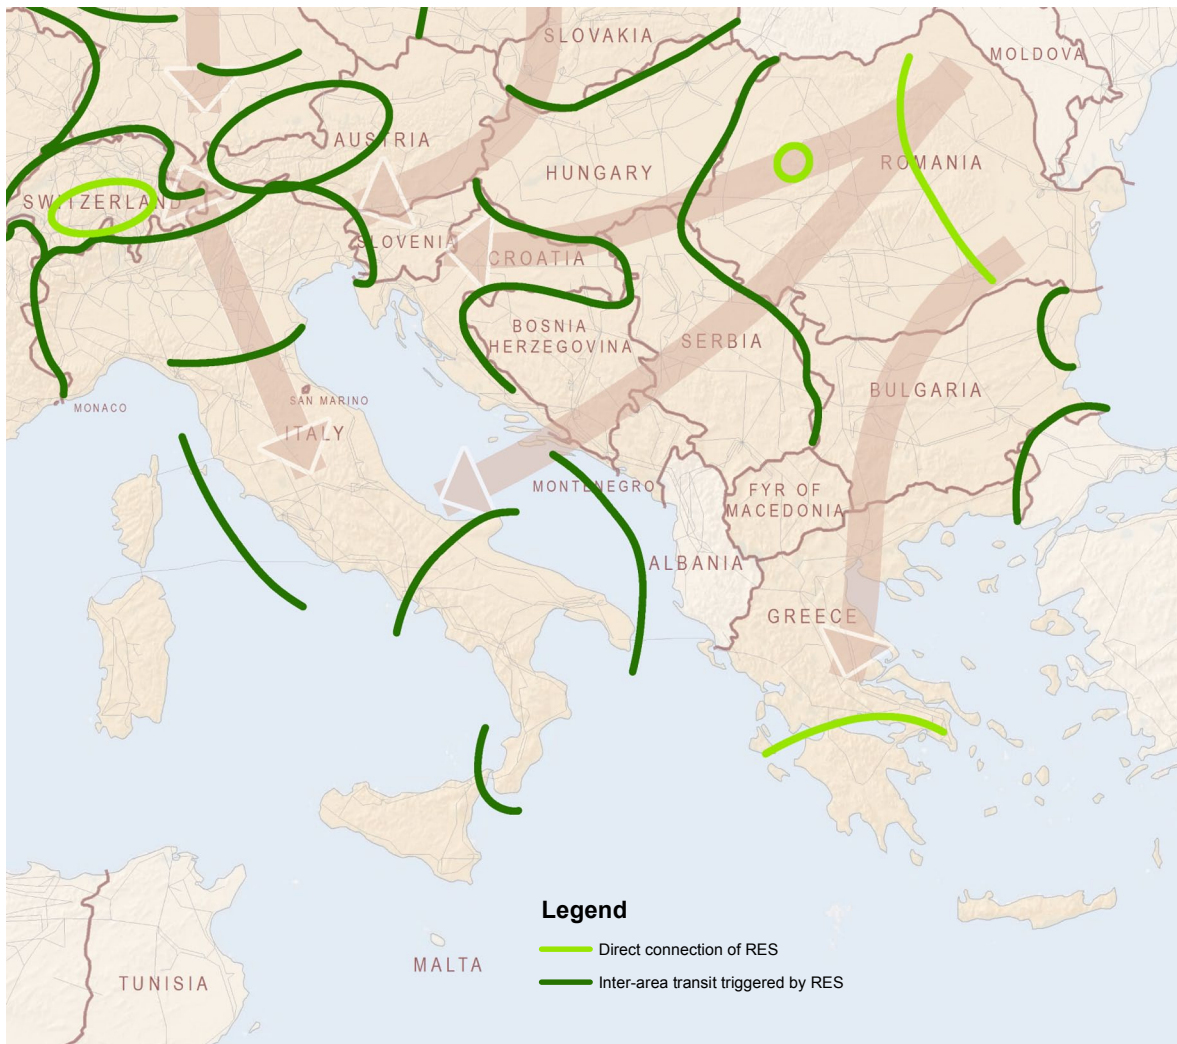 SLOVAKIA
MOLDOVA
AUSTRIA
HUNGARY
ROMANIA
SWITZERLAND
SLOVENIA
CROATIA
BOSNIA
HERZEGOVINA
SERBIA
BULGARIA
MONACO
SAN MARINO
ITALY
MONTENEGRO
FYR OF
MACEDONIA
ALBANIA
GREECE
Legend
Direct connection of RES
Inter-area transit triggered by RES
MALTA
TUNISIA